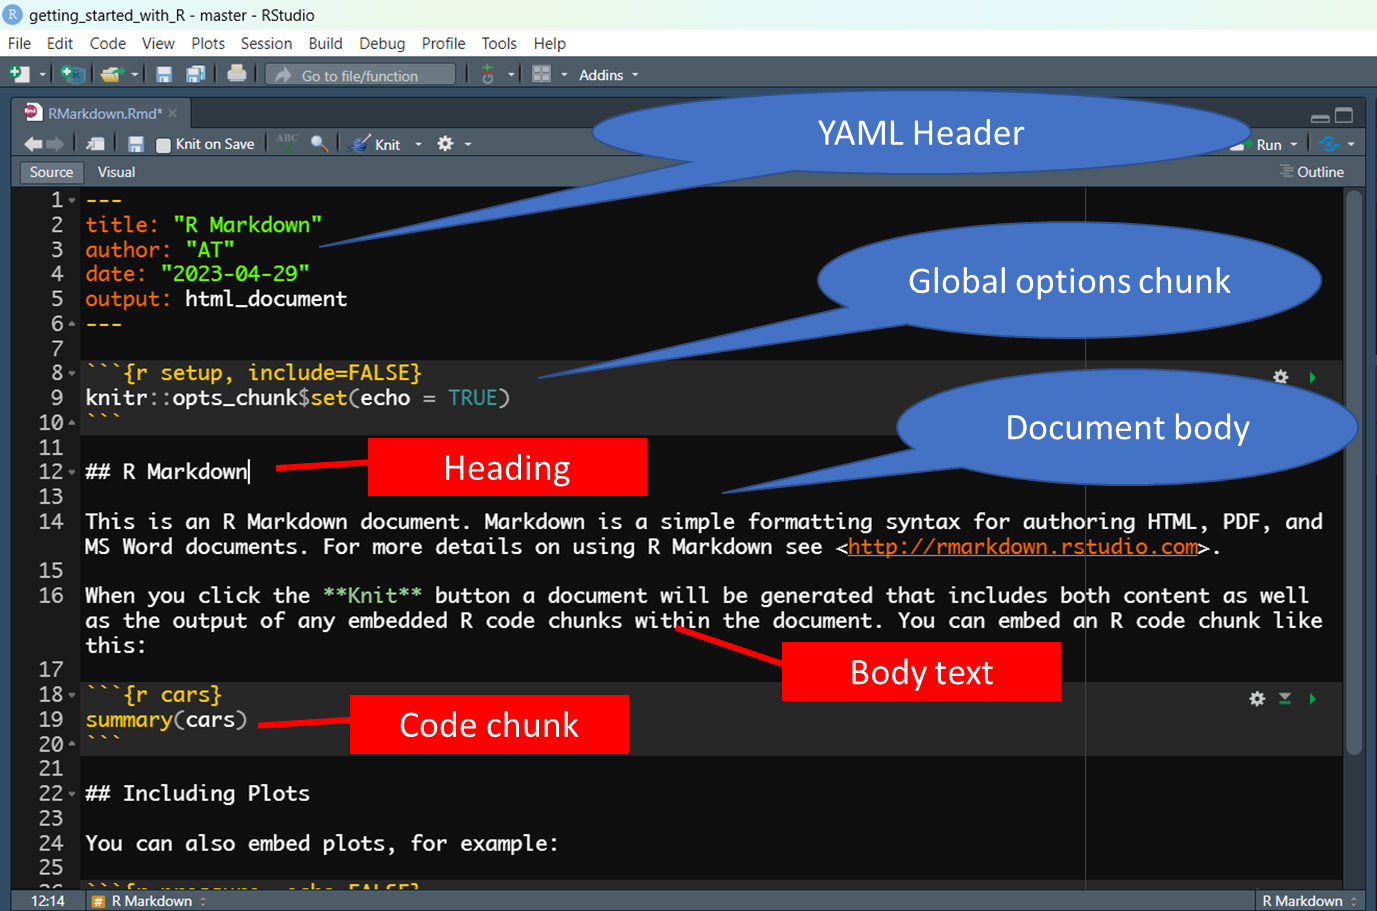 R getting_started_with_R - master - RStudio
File Edit Code View Plots Session Build Debug Profile Tools Help
Go to file/function Addins
RMarkdown.Rmd*
Knit on Save ABC Knit Run
YAML Header
Source Visual Outline
1 ---
2 title: "R Markdown"
3 author: "AT"
4 date: "2023-04-29"
5 output: html_document
6 ---
7
Global options chunk
8 ```{r setup, include=FALSE}
9 knitr::opts_chunk$set(echo = TRUE)
10 ```
11
Document body
12 ## R Markdown
Heading
13
14 This is an R Markdown document. Markdown is a simple formatting syntax for authoring HTML, PDF, and
MS Word documents. For more details on using R Markdown see <http://rmarkdown.rstudio.com>.
15
16 When you click the **Knit** button a document will be generated that includes both content as well
as the output of any embedded R code chunks within the document. You can embed an R code chunk like
this:
Body text
17
18 ```{r cars}
19 summary(cars)
Code chunk
20 ```
21
22 ## Including Plots
23
24 You can also embed plots, for example:
25
26 ```{r pressure, echo=FALSE}
12:14 # R Markdown R Markdown